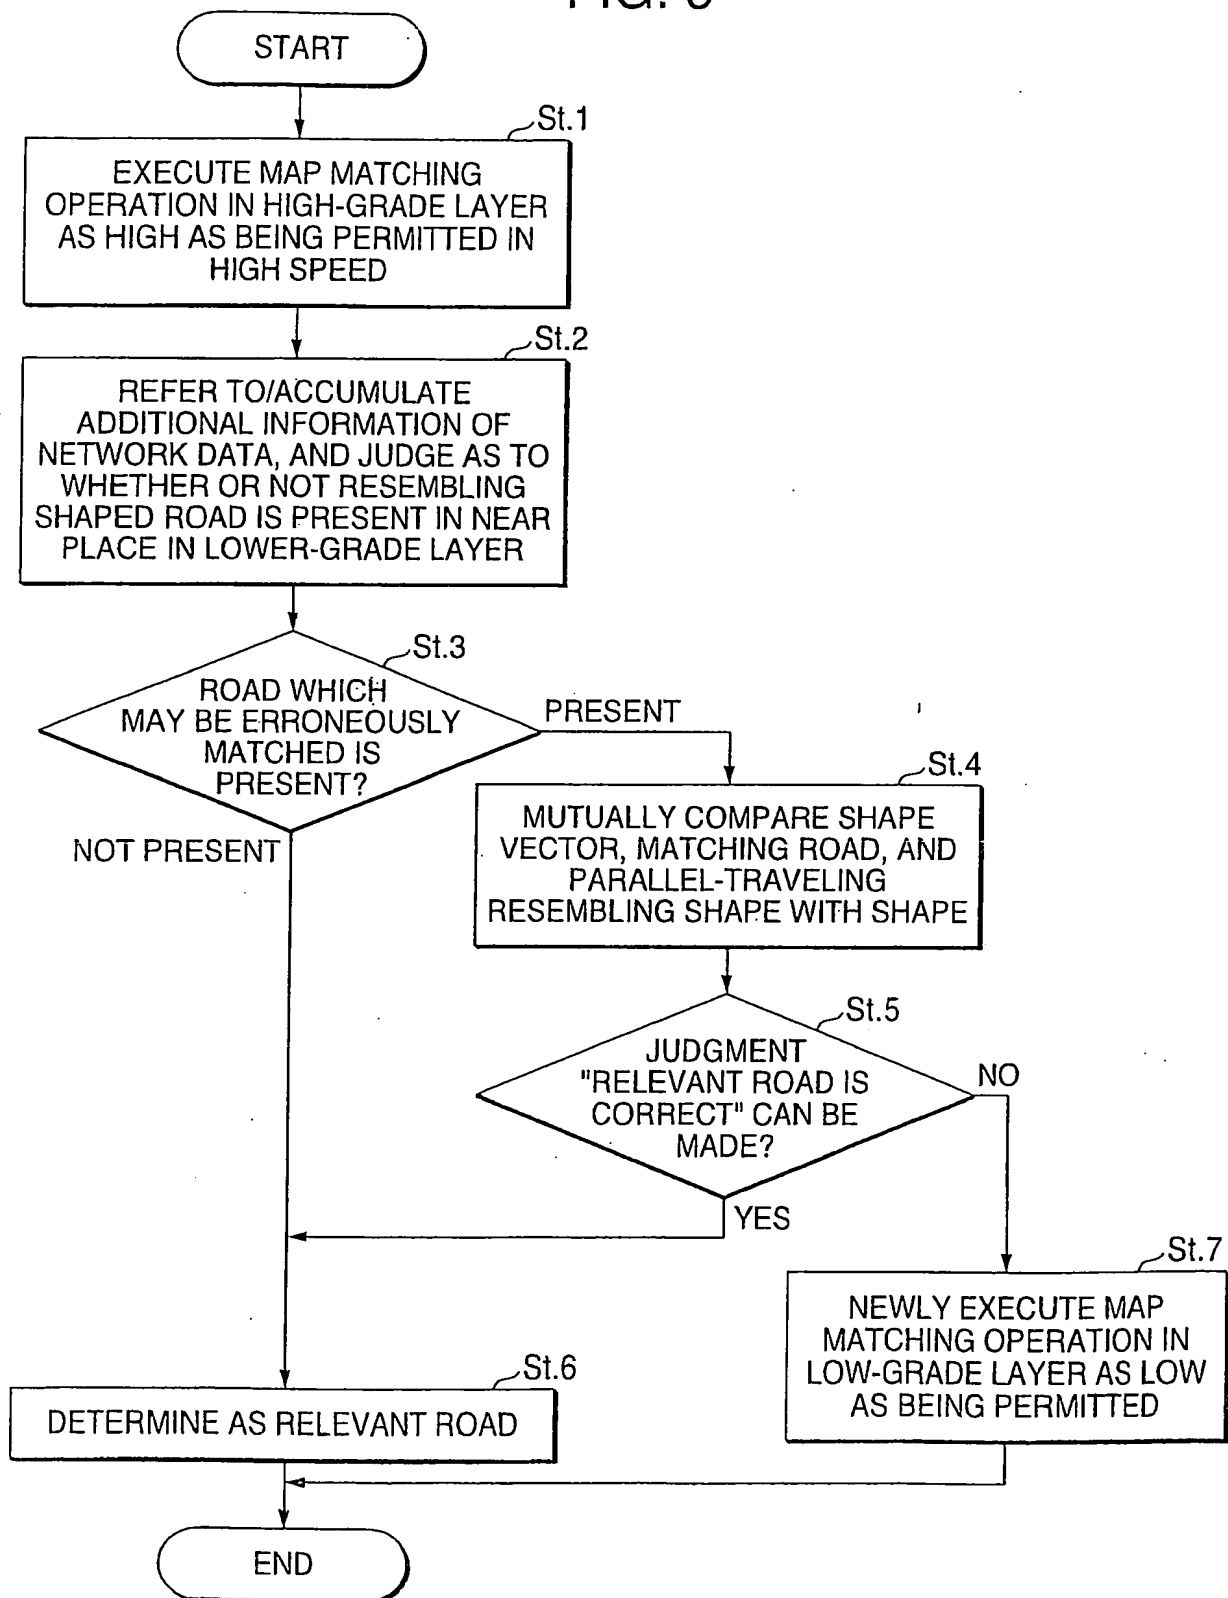 START
St.1
EXECUTE MAP MATCHING
OPERATION IN HIGH-GRADE LAYER
AS HIGH AS BEING PERMITTED IN
HIGH SPEED
St.2
REFER TO/ACCUMULATE
ADDITIONAL INFORMATION OF
NETWORK DATA, AND JUDGE AS TO
WHETHER OR NOT RESEMBLING
SHAPED ROAD IS PRESENT IN NEAR
PLACE IN LOWER-GRADE LAYER
St.3
ROAD WHICH
MAY BE ERRONEOUSLY
MATCHED IS
PRESENT?
PRESENT
NOT PRESENT
St.4
MUTUALLY COMPARE SHAPE
VECTOR, MATCHING ROAD, AND
PARALLEL-TRAVELING
RESEMBLING SHAPE WITH SHAPE
St.5
JUDGMENT
"RELEVANT ROAD IS
CORRECT" CAN BE
MADE?
NO
YES
St.7
NEWLY EXECUTE MAP
MATCHING OPERATION IN
LOW-GRADE LAYER AS LOW
AS BEING PERMITTED
St.6
DETERMINE AS RELEVANT ROAD
END